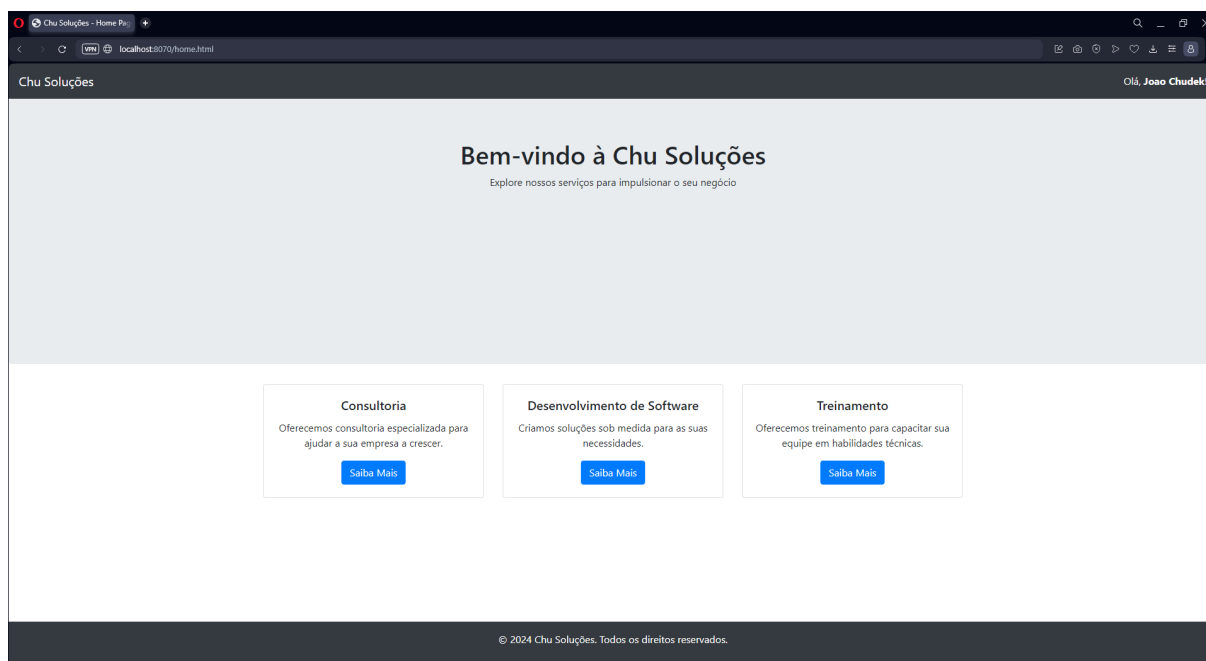 Chu Soluções - Home Pag
VPN
localhost:8070/home.html
Chu Soluções
Olá, Joao Chudek!
Bem-vindo à Chu Soluções
Explore nossos serviços para impulsionar o seu negócio
Consultoria
Oferecemos consultoria especializada para
ajudar a sua empresa a crescer.
Saiba Mais
Desenvolvimento de Software
Criamos soluções sob medida para as suas
necessidades.
Saiba Mais
Treinamento
Oferecemos treinamento para capacitar sua
equipe em habilidades técnicas.
Saiba Mais
© 2024 Chu Soluções. Todos os direitos reservados.